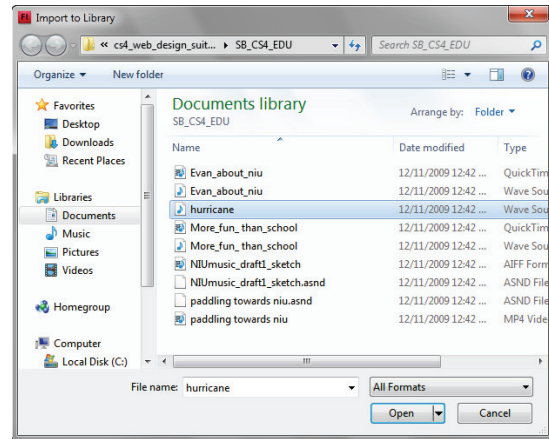 FL Import to Library
« cs4_web_design_suit... ▸ SB_CS4_EDU
Search SB_CS4_EDU
Organize ▾ New folder
Favorites
Desktop
Downloads
Recent Places
Libraries
Documents
Music
Pictures
Videos
Homegroup
Computer
Local Disk (C:)
Documents library
SB_CS4_EDU
Arrange by: Folder ▾
Name Date modified Type
Evan_about_niu 12/11/2009 12:42 ... QuickTim
Evan_about_niu 12/11/2009 12:42 ... Wave Sou
hurricane 12/11/2009 12:42 ... Wave Sou
More_fun_ than_school 12/11/2009 12:42 ... QuickTim
More_fun_ than_school 12/11/2009 12:42 ... Wave Sou
NIUmusic_draft1_sketch 12/11/2009 12:42 ... AIFF Form
NIUmusic_draft1_sketch.asnd 12/11/2009 12:42 ... ASND File
paddling towards niu.asnd 12/11/2009 12:42 ... ASND File
paddling towards niu 12/11/2009 12:42 ... MP4 Vide
File name: hurricane
All Formats
Open Cancel